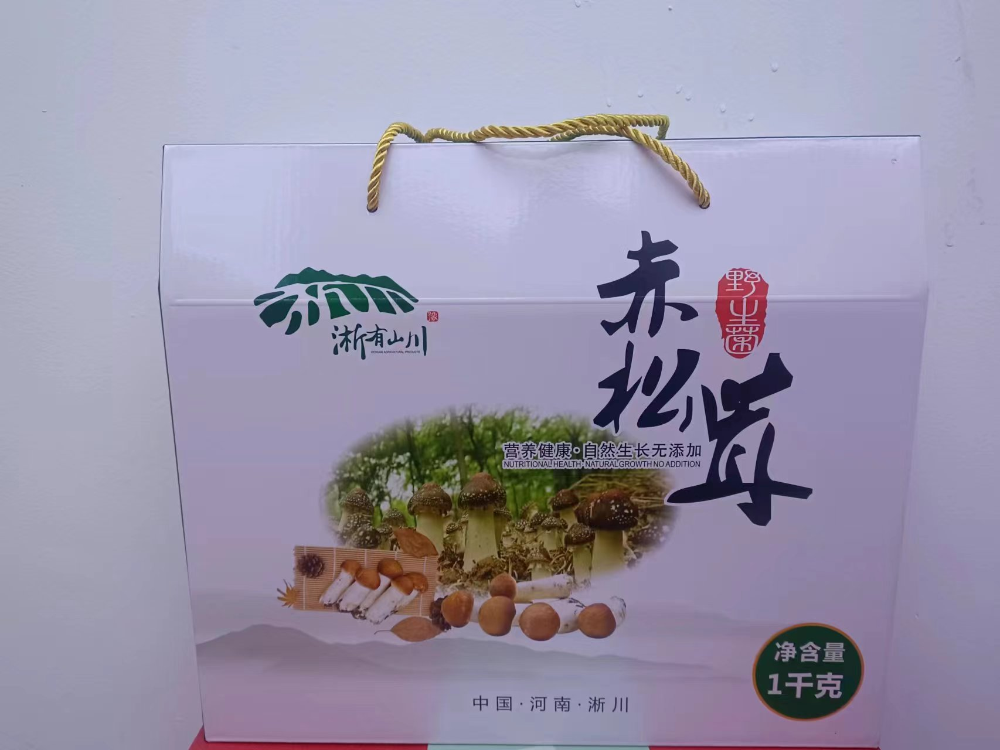 赤松茸
野生菌
豫
淅有山川
XICHUAN AGRICULTURAL PRODUCTS
营养健康·自然生长无添加
NUTRITIONAL HEALTH·NATURAL GROWTH NO ADDITION
净含量
1千克
中国·河南·淅川